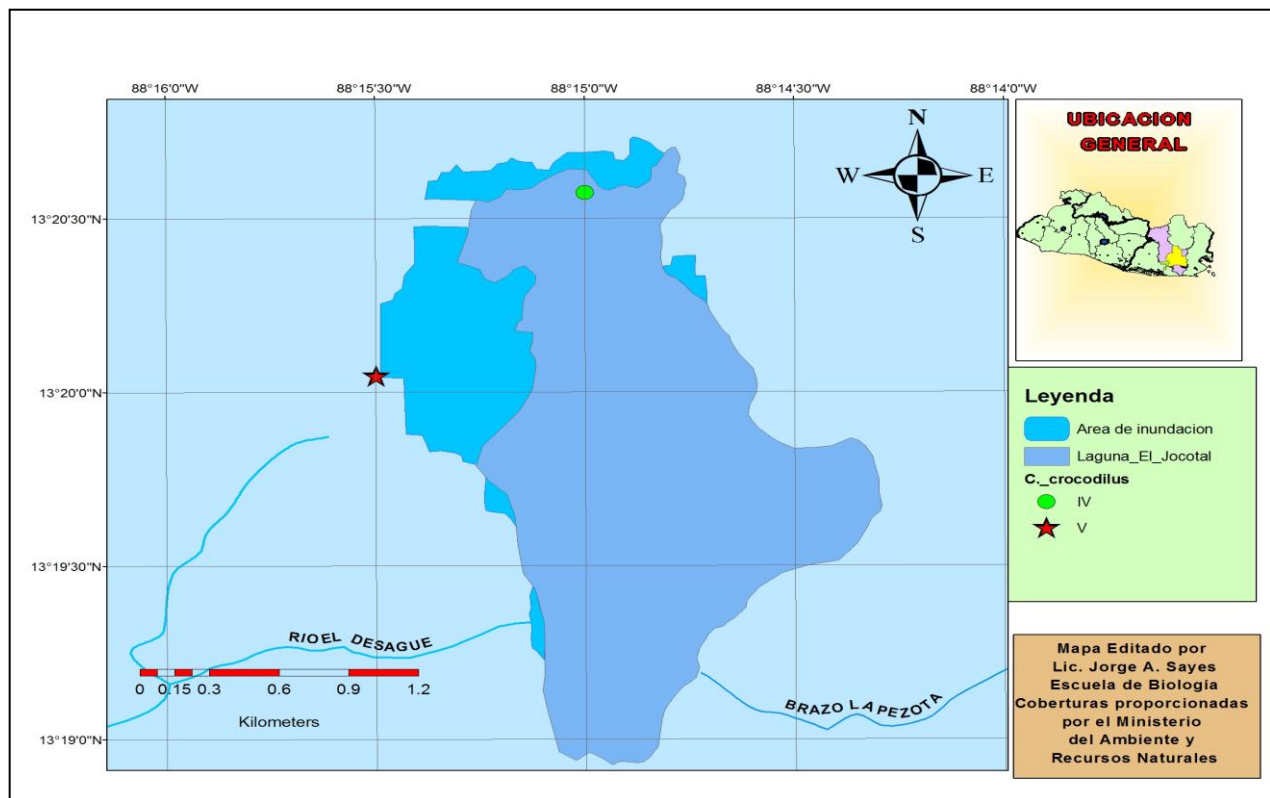 88°16'0"W
88°15'30"W
88°15'0"W
88°14'30"W
88°14'0"W
13°20'30"N
13°20'0"N
13°19'30"N
13°19'0"N
N
W
E
S
RIO EL DESAGUE
BRAZO LA PEZOTA
0 0.15 0.3 0.6 0.9 1.2
Kilometers
UBICACION
GENERAL
Leyenda
Area de inundacion
Laguna_El_Jocotal
C._crocodilus
IV
V
Mapa Editado por
Lic. Jorge A. Sayes
Escuela de Biología
Coberturas proporcionadas
por el Ministerio
del Ambiente y
Recursos Naturales